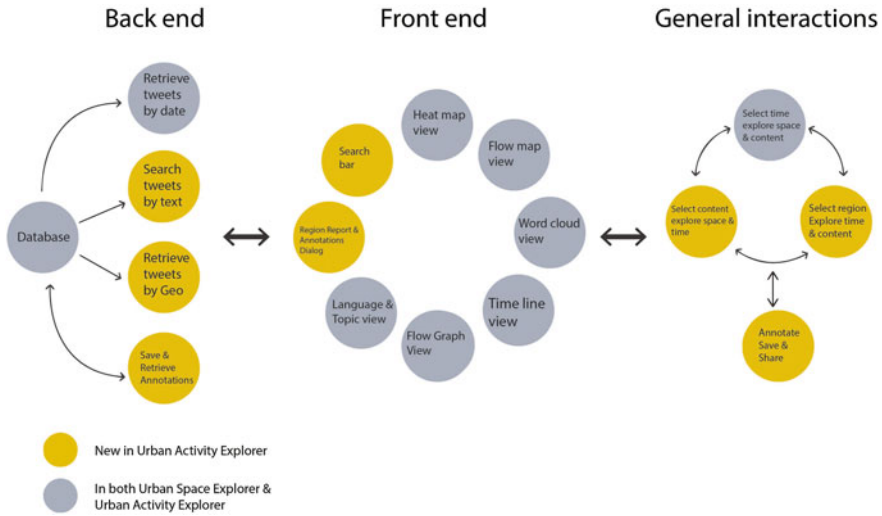 Back end
Front end
General interactions
Retrieve
tweets
by date
Search
tweets
by text
Database
Retrieve
tweets
by Geo
Save &
Retrieve
Annotations
Heat map
view
Flow map
view
Search
bar
Region Report &
Annotations
Dialog
Word cloud
view
Language &
Topic view
Time line
view
Flow Graph
View
Select time
explore space
& content
Select content
explore space &
time
Select region
Explore time
& content
Annotate
Save &
Share
New in Urban Activity Explorer
In both Urban Space Explorer &
Urban Activity Explorer